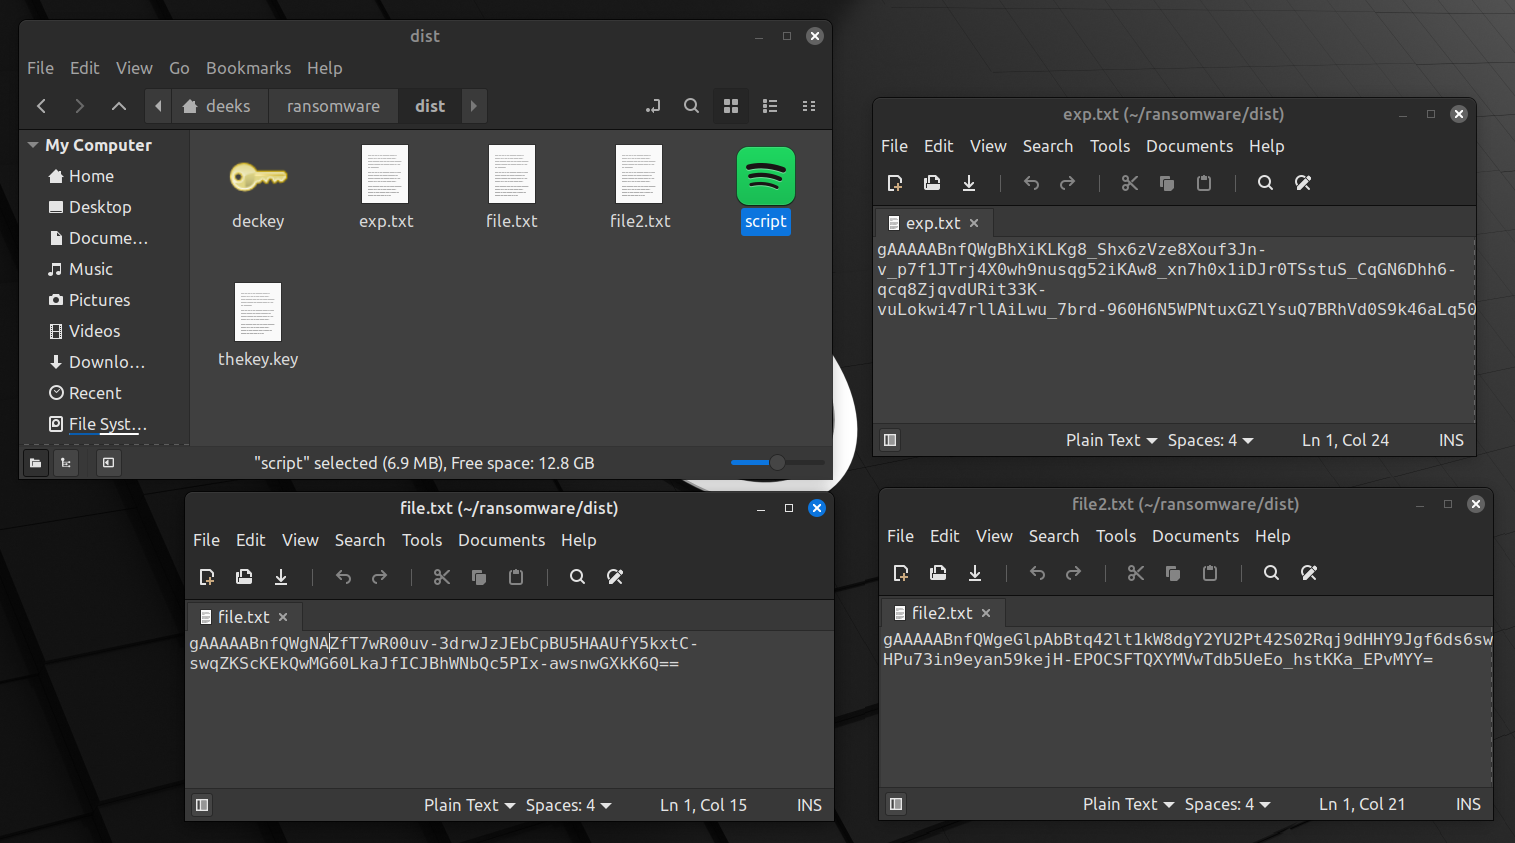 dist
File Edit View Go Bookmarks Help
deeks ransomware dist
My Computer
Home
Desktop
Docume...
Music
Pictures
Videos
Downlo...
Recent
File Syst...
deckey exp.txt file.txt file2.txt script
thekey.key
"script" selected (6.9 MB), Free space: 12.8 GB
exp.txt (~/ransomware/dist)
File Edit View Search Tools Documents Help
exp.txt
gAAAAABnfQWgBhXiKLKg8_Shx6zVze8Xouf3Jn-
v_p7f1JTrj4X0wh9nusqg52iKAw8_xn7h0x1iDJr0TSstuS_CqGN6Dhh6-
qcq8ZjqvdURit33K-
vuLokwi47rllAiLwu_7brd-960H6N5WPNtuxGZlYsuQ7BRhVd0S9k46aLq50
Plain Text Spaces: 4 Ln 1, Col 24 INS
file.txt (~/ransomware/dist)
File Edit View Search Tools Documents Help
file.txt
gAAAAABnfQWgNAZfT7wR00uv-3drwJzJEbCpBU5HAAUfY5kxtC-
swqZKScKEkQwMG60LkaJfICJBhWNbQc5PIx-awsnwGXkK6Q==
Plain Text Spaces: 4 Ln 1, Col 15 INS
file2.txt (~/ransomware/dist)
File Edit View Search Tools Documents Help
file2.txt
gAAAAABnfQWgeGlpAbBtq42lt1kW8dgY2YU2Pt42S02Rqj9dHHY9Jgf6ds6sw
HPu73in9eyan59kejH-EPOCSFTQXYMVwTdb5UeEo_hstKKa_EPvMYY=
Plain Text Spaces: 4 Ln 1, Col 21 INS